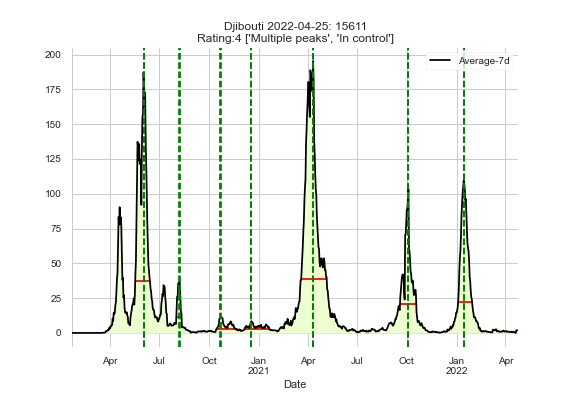 Djibouti 2022-04-25: 15611
Rating:4 ['Multiple peaks', 'In control']
Average-7d
200
175
150
125
100
75
50
25
0
Apr Jul Oct Jan Apr Jul Oct Jan Apr
2021 2022
Date